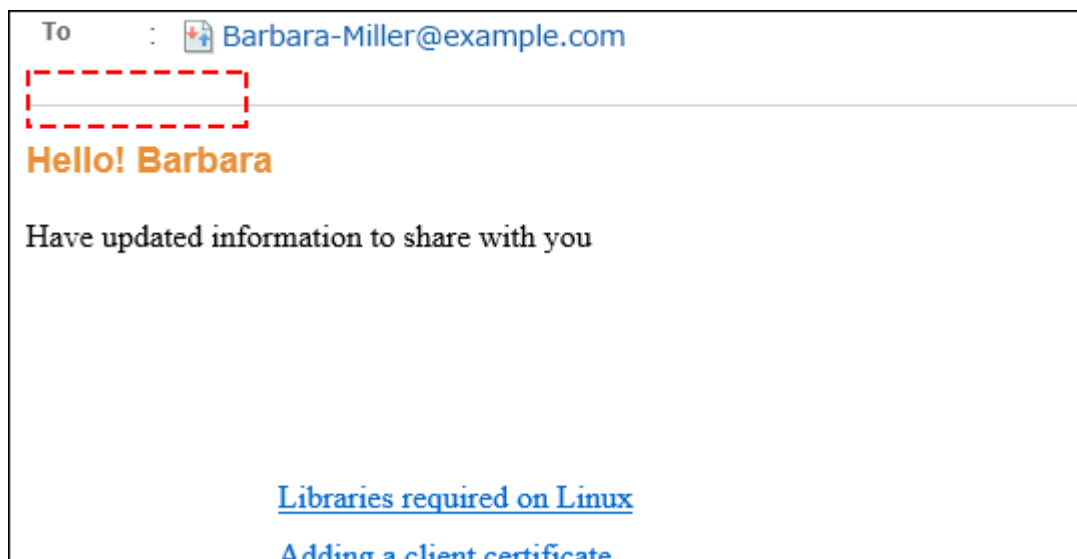 To : Barbara-Miller@example.com
Hello! Barbara
Have updated information to share with you
Libraries required on Linux
Adding a client certificate